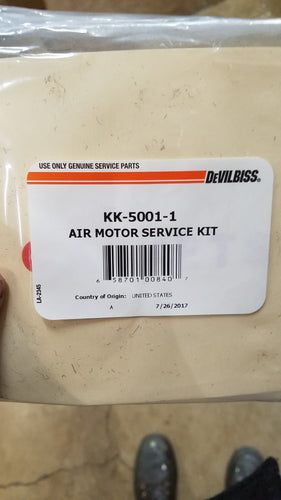 USE ONLY GENUINE SERVICE PARTS
DEVILBISS®
KK-5001-1
AIR MOTOR SERVICE KIT
6 58701 00840 7
Country of Origin: UNITED STATES
A 7/26/2017
LA-2345